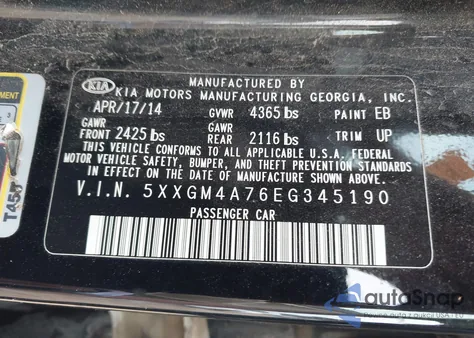 MANUFACTURED BY
KIA KIA MOTORS MANUFACTURING GEORGIA, INC.
APR/17/14 GVWR 4365 lbs PAINT EB
GAWR GAWR
FRONT 2425 lbs REAR 2116 lbs TRIM UP
THIS VEHICLE CONFORMS TO ALL APPLICABLE U.S.A. FEDERAL
MOTOR VEHICLE SAFETY, BUMPER, AND THEFT PREVENTION
STANDARDS IN EFFECT ON THE DATE OF MANUFACTURE SHOWN ABOVE.
V.I.N. 5XXGM4A76EG345190
PASSENGER CAR
T453
autoSnap